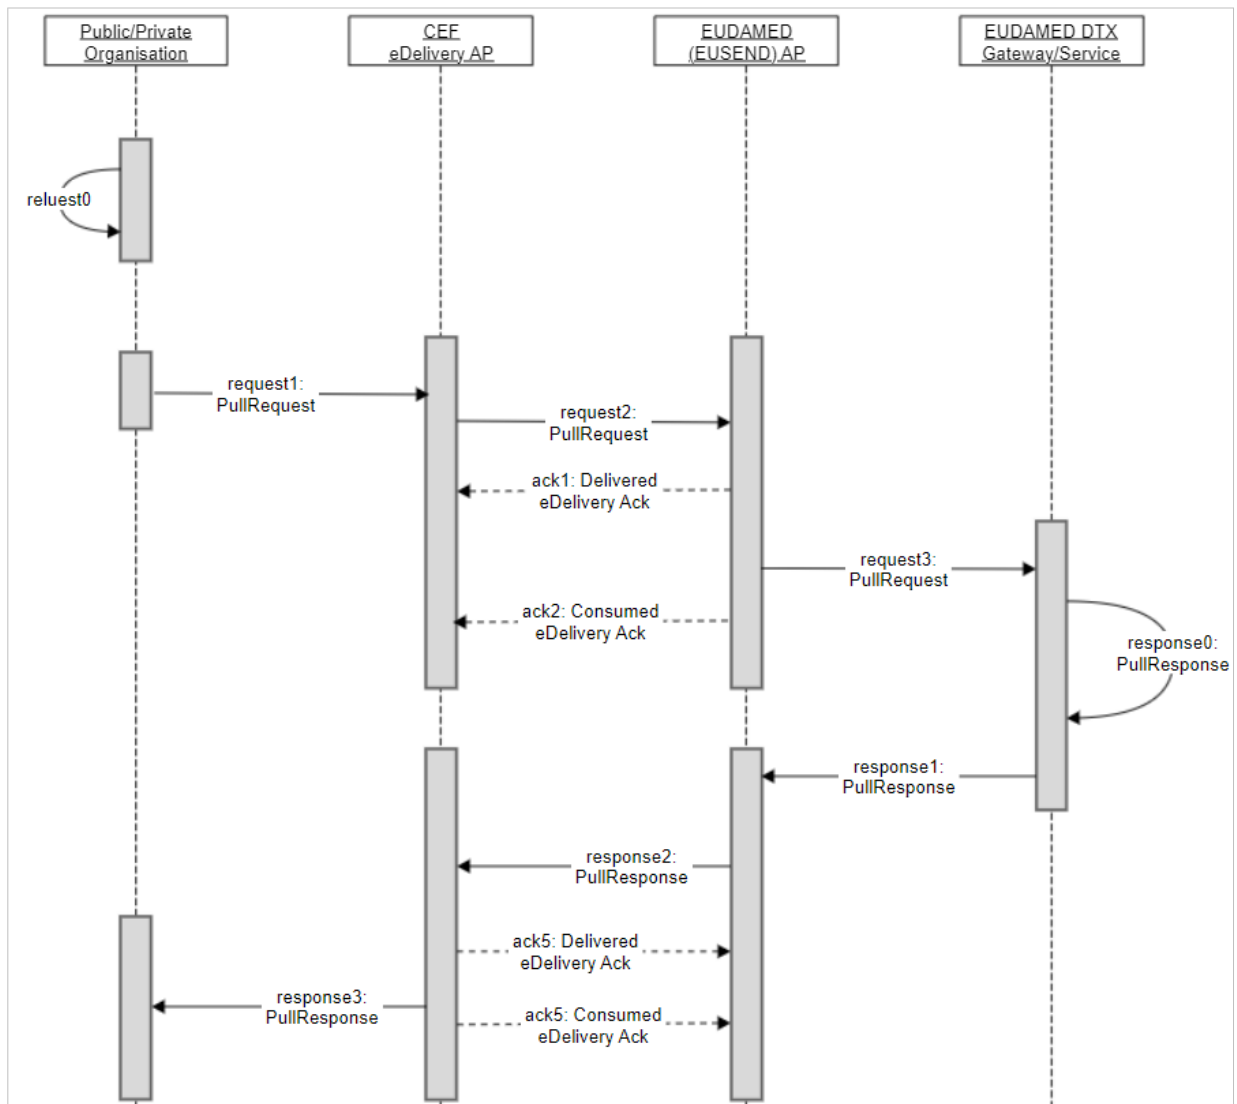 Public/Private
Organisation
CEF
eDelivery AP
EUDAMED
(EUSEND) AP
EUDAMED DTX
Gateway/Service
reluest0
request1:
PullRequest
request2:
PullRequest
ack1: Delivered
eDelivery Ack
request3:
PullRequest
ack2: Consumed
eDelivery Ack
response0:
PullResponse
response1:
PullResponse
response2:
PullResponse
ack5: Delivered
eDelivery Ack
response3:
PullResponse
ack5: Consumed
eDelivery Ack